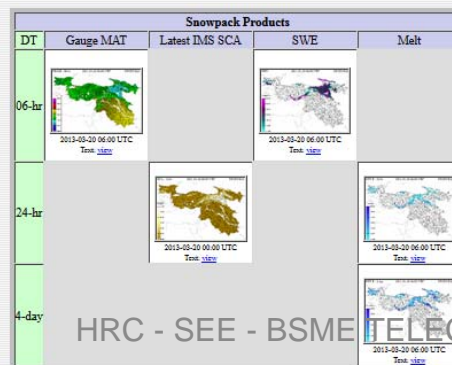 Snowpack Products
DT Gauge MAT Latest IMS SCA SWE Melt
06-hr
2013-03-20 06:00 UTC
Text: view
2013-03-20 06:00 UTC
Text: view
24-hr
2013-03-20 00:00 UTC
Text: view
2013-03-20 06:00 UTC
Text: view
4-day
2013-03-20 06:00 UTC
Text: view
HRC - SEE - BSME TELEC